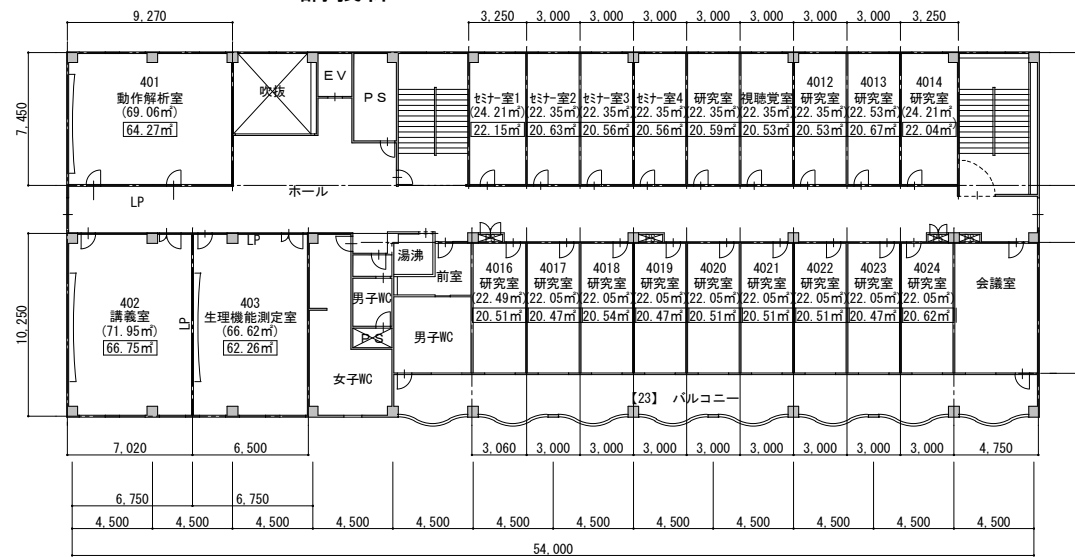 9,270
3,250 3,000 3,000 3,000 3,000 3,000 3,000 3,000 3,250
7,450
401
動作解析室
(69.06㎡)
64.27㎡
吹抜
EV
PS
セミナー室1
(24.21㎡)
22.15㎡
セミナー室2
(22.35㎡)
20.63㎡
セミナー室3
(22.35㎡)
20.56㎡
セミナー室4
(22.35㎡)
20.56㎡
研究室
(22.35㎡)
20.59㎡
視聴覚室
(22.35㎡)
20.53㎡
4012
研究室
(22.35㎡)
20.53㎡
4013
研究室
(22.53㎡)
20.67㎡
4014
研究室
(24.21㎡)
22.04㎡
ホール
LP
LP
10,250
402
講義室
(71.95㎡)
66.75㎡
LP
403
生理機能測定室
(66.62㎡)
62.26㎡
湯沸
前室
男子WC
PS
男子WC
女子WC
4016
研究室
(22.49㎡)
20.51㎡
4017
研究室
(22.05㎡)
20.47㎡
4018
研究室
(22.05㎡)
20.54㎡
4019
研究室
(22.05㎡)
20.47㎡
4020
研究室
(22.05㎡)
20.51㎡
4021
研究室
(22.05㎡)
20.51㎡
4022
研究室
(22.05㎡)
20.51㎡
4023
研究室
(22.05㎡)
20.47㎡
4024
研究室
(22.05㎡)
20.62㎡
会議室
【23】 バルコニー
7,020 6,500 3,060 3,000 3,000 3,000 3,000 3,000 3,000 3,000 3,000 4,750
6,750 6,750
4,500 4,500 4,500 4,500 4,500 4,500 4,500 4,500 4,500 4,500 4,500 4,500
54,000